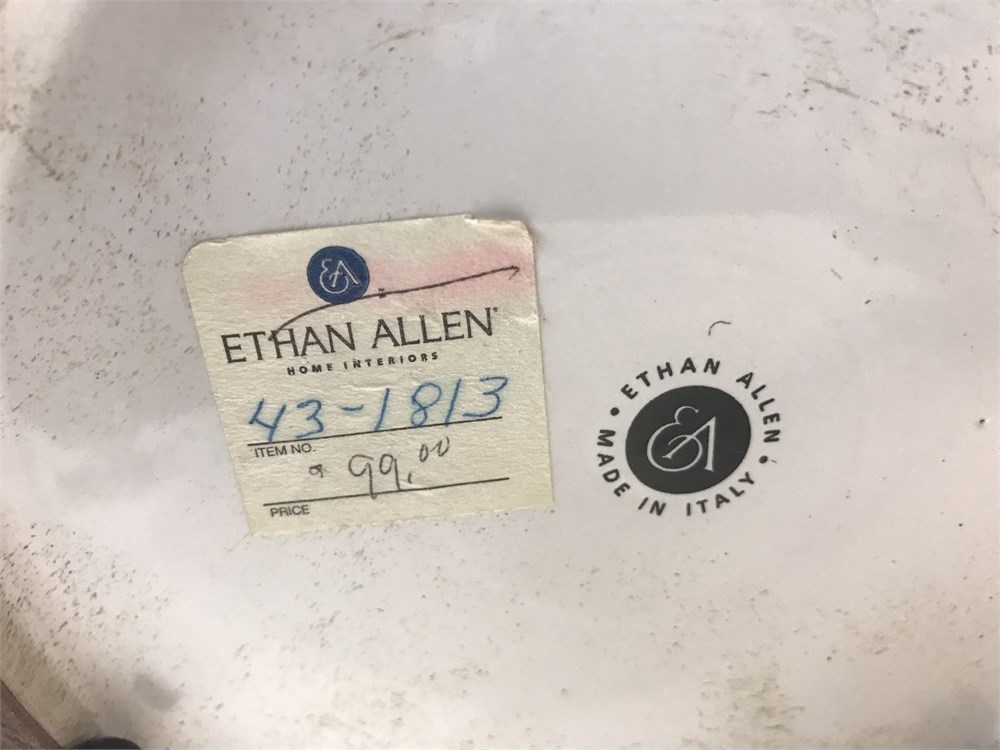 EA
ETHAN ALLEN
HOME INTERIORS
43-1813
ITEM NO.
99.00
PRICE
ETHAN ALLEN
EA
• MADE IN ITALY •